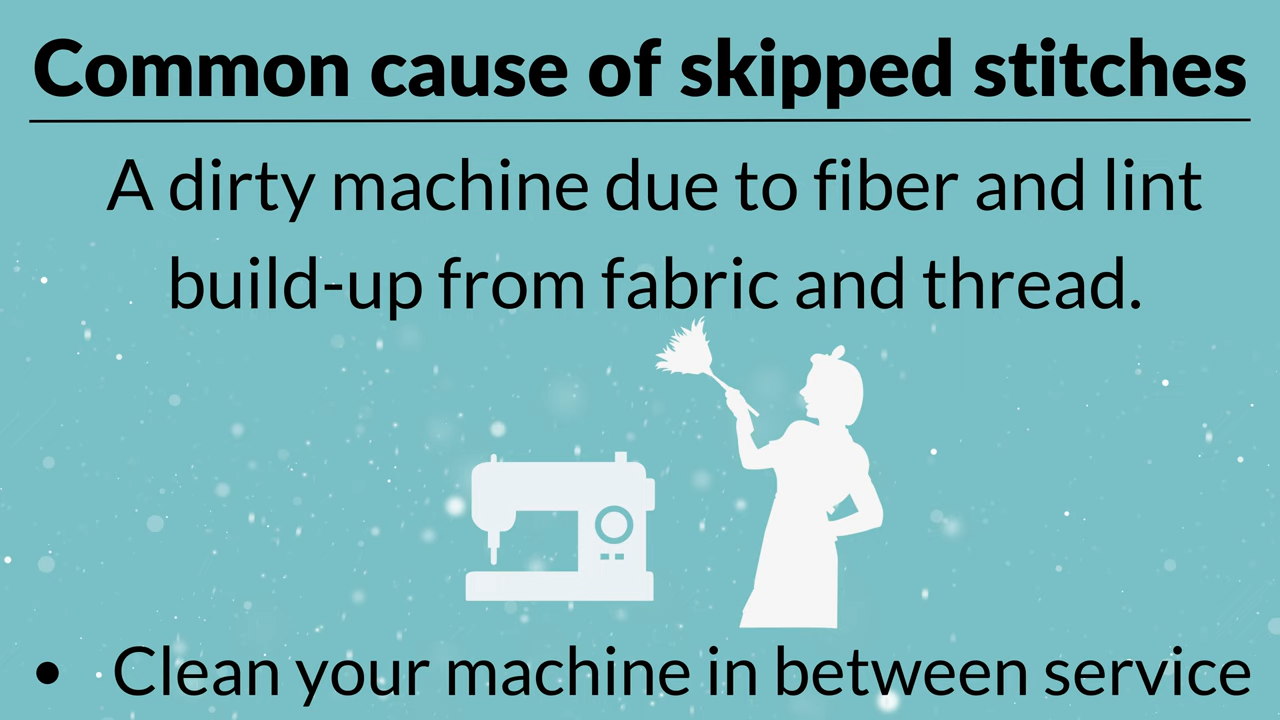 Common cause of skipped stitches
A dirty machine due to fiber and lint
build-up from fabric and thread.
• Clean your machine in between service